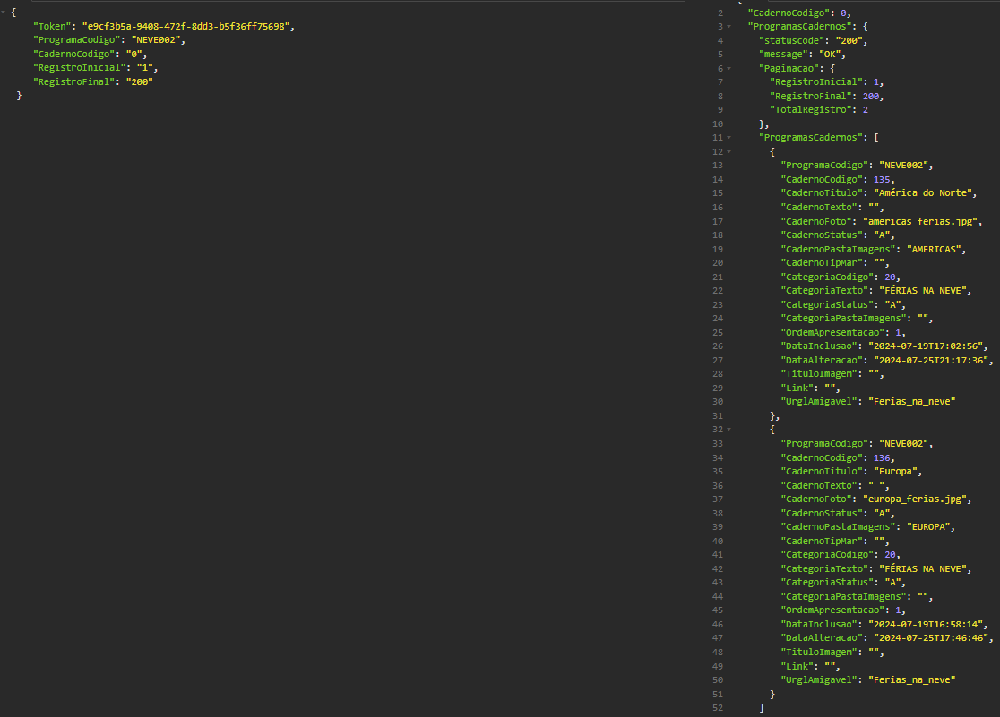 {
"Token": "e9cf3b5a-9408-472f-8dd3-b5f36ff75698",
"ProgramaCodigo": "NEVE002",
"CadernoCodigo": "0",
"RegistroInicial": "1",
"RegistroFinal": "200"
}
2 "CadernoCodigo": 0,
3 "ProgramasCadernos": {
4 "statuscode": "200",
5 "message": "OK",
6 "Paginacao": {
7 "RegistroInicial": 1,
8 "RegistroFinal": 200,
9 "TotalRegistro": 2
10 },
11 "ProgramasCadernos": [
12 {
13 "ProgramaCodigo": "NEVE002",
14 "CadernoCodigo": 135,
15 "CadernoTitulo": "América do Norte",
16 "CadernoTexto": "",
17 "CadernoFoto": "americas_ferias.jpg",
18 "CadernoStatus": "A",
19 "CadernoPastaImagens": "AMERICAS",
20 "CadernoTipMar": "",
21 "CategoriaCodigo": 20,
22 "CategoriaTexto": "FÉRIAS NA NEVE",
23 "CategoriaStatus": "A",
24 "CategoriaPastaImagens": "",
25 "OrdemApresentacao": 1,
26 "DataInclusao": "2024-07-19T17:02:56",
27 "DataAlteracao": "2024-07-25T21:17:36",
28 "TituloImagem": "",
29 "Link": "",
30 "UrglAmigavel": "Ferias_na_neve"
31 },
32 {
33 "ProgramaCodigo": "NEVE002",
34 "CadernoCodigo": 136,
35 "CadernoTitulo": "Europa",
36 "CadernoTexto": " ",
37 "CadernoFoto": "europa_ferias.jpg",
38 "CadernoStatus": "A",
39 "CadernoPastaImagens": "EUROPA",
40 "CadernoTipMar": "",
41 "CategoriaCodigo": 20,
42 "CategoriaTexto": "FÉRIAS NA NEVE",
43 "CategoriaStatus": "A",
44 "CategoriaPastaImagens": "",
45 "OrdemApresentacao": 1,
46 "DataInclusao": "2024-07-19T16:58:14",
47 "DataAlteracao": "2024-07-25T17:46:46",
48 "TituloImagem": "",
49 "Link": "",
50 "UrglAmigavel": "Ferias_na_neve"
51 }
52 ]